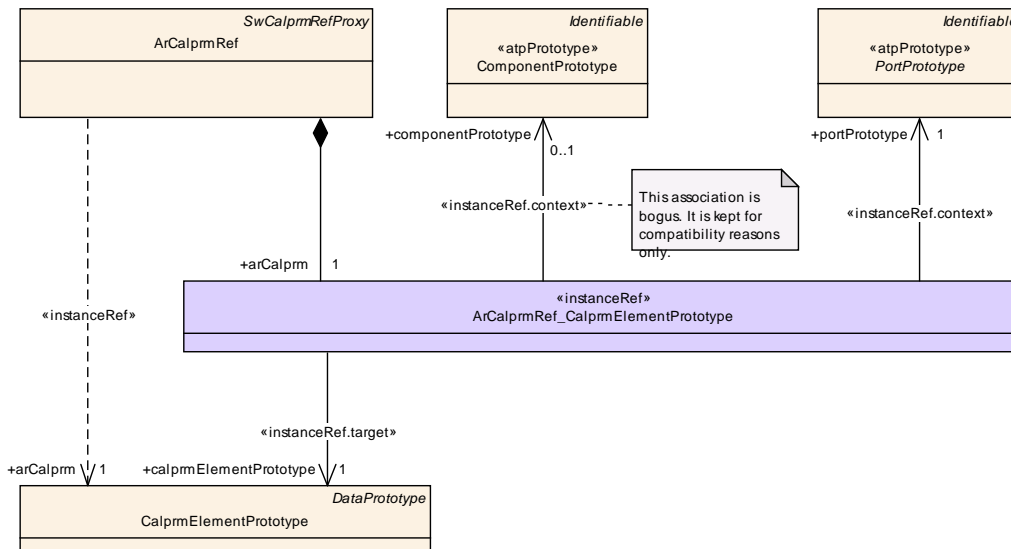 SwCalprmRefProxy
ArCalprmRef
Identifiable
«atpPrototype»
ComponentPrototype
Identifiable
«atpPrototype»
PortPrototype
+componentPrototype
0..1
+portPrototype 1
«instanceRef.context»
This association is
bogus. It is kept for
compatibility reasons
only.
«instanceRef.context»
+arCalprm 1
«instanceRef»
ArCalprmRef_CalprmElementPrototype
«instanceRef»
«instanceRef.target»
+arCalprm 1
+calprmElementPrototype 1
DataPrototype
CalprmElementPrototype